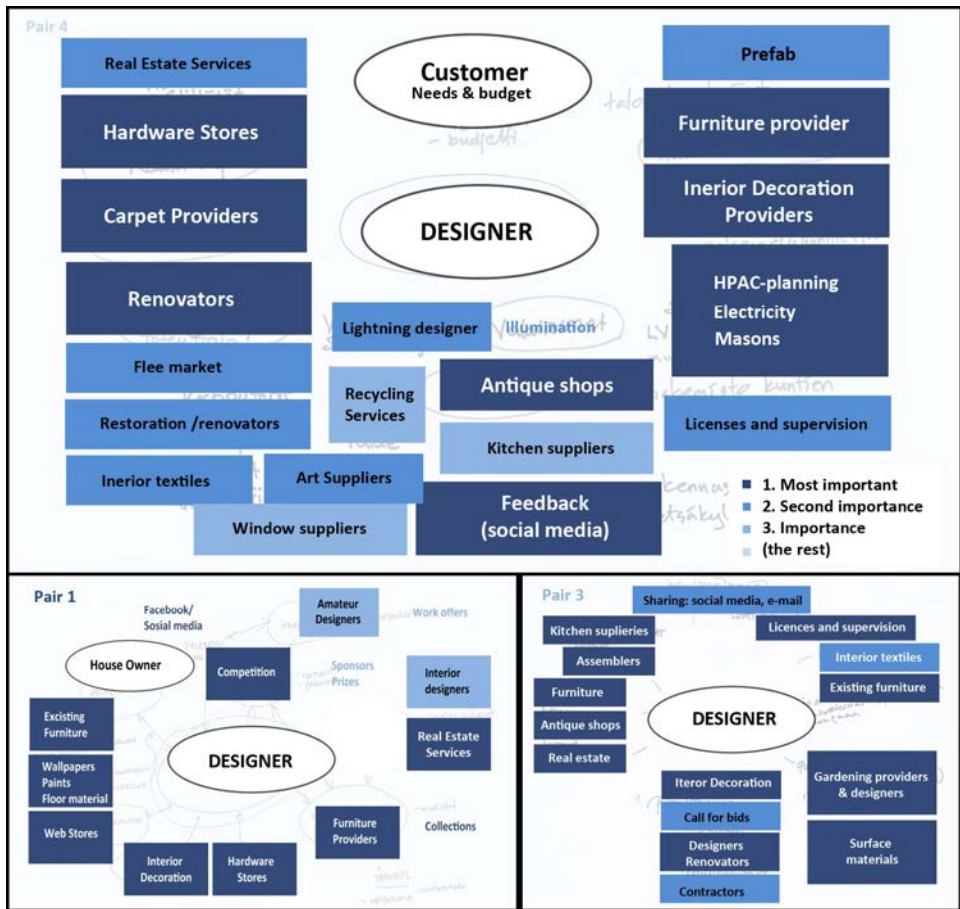 Pair 4
Real Estate Services
Customer
Needs & budget
Prefab
Hardware Stores
Furniture provider
- budjetti
Carpet Providers
DESIGNER
Inerior Decoration
Providers
Renovators
HPAC-planning
Electricity
Masons
Lightning designer
Illumination
Flee market
Recycling
Services
Antique shops
Restoration /renovators
Kitchen suppliers
Licenses and supervision
Inerior textiles
Art Suppliers
Window suppliers
Feedback
(social media)
1. Most important
2. Second importance
3. Importance
(the rest)
Pair 1
Facebook/
Sosial media
Amateur
Designers
Work offers
House Owner
Competition
Sponsors
Prizes
Interior
designers
Excisting
Furniture
DESIGNER
Real Estate
Services
Wallpapers
Paints
Floor material
Web Stores
Furniture
Providers
Collections
Interior
Decoration
Hardware
Stores
Pair 3
Sharing: social media, e-mail
Kitchen suplieries
Licences and supervision
Assemblers
Interior textiles
Furniture
Existing furniture
Antique shops
DESIGNER
Real estate
Iteror Decoration
Gardening providers
& designers
Call for bids
Designers
Renovators
Surface
materials
Contractors